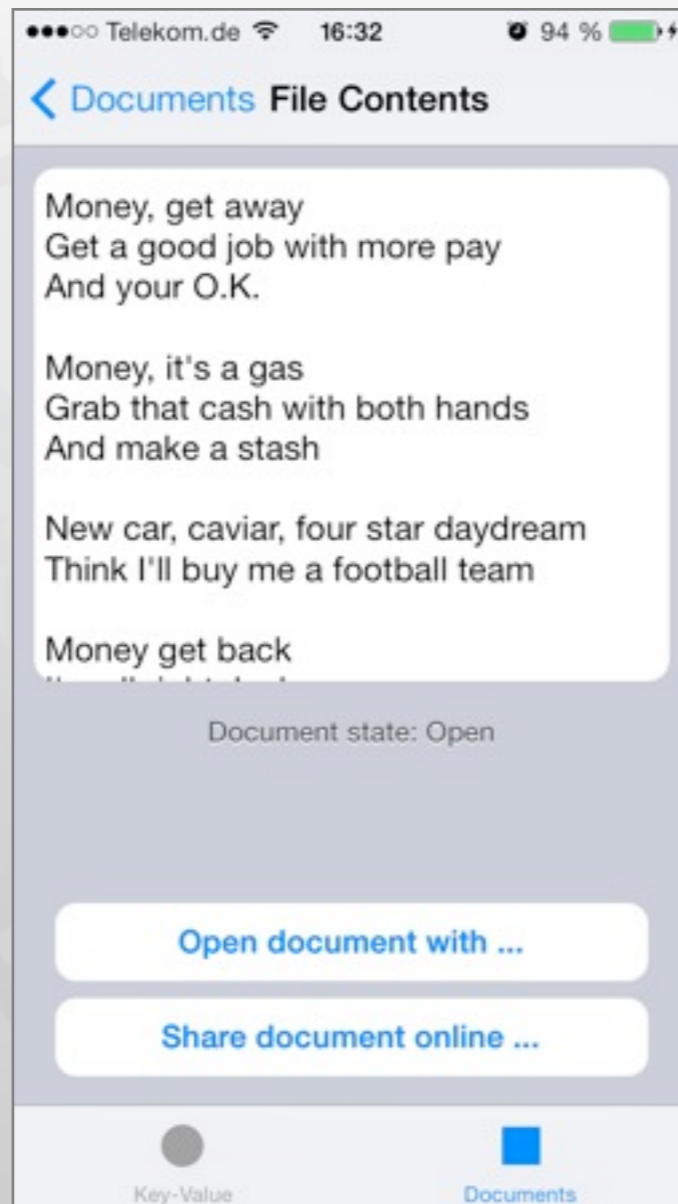 Telekom.de 16:32 94 %
Documents File Contents
Money, get away
Get a good job with more pay
And your O.K.
Money, it's a gas
Grab that cash with both hands
And make a stash
New car, caviar, four star daydream
Think I'll buy me a football team
Money get back
Document state: Open
Open document with ...
Share document online ...
Key-Value Documents